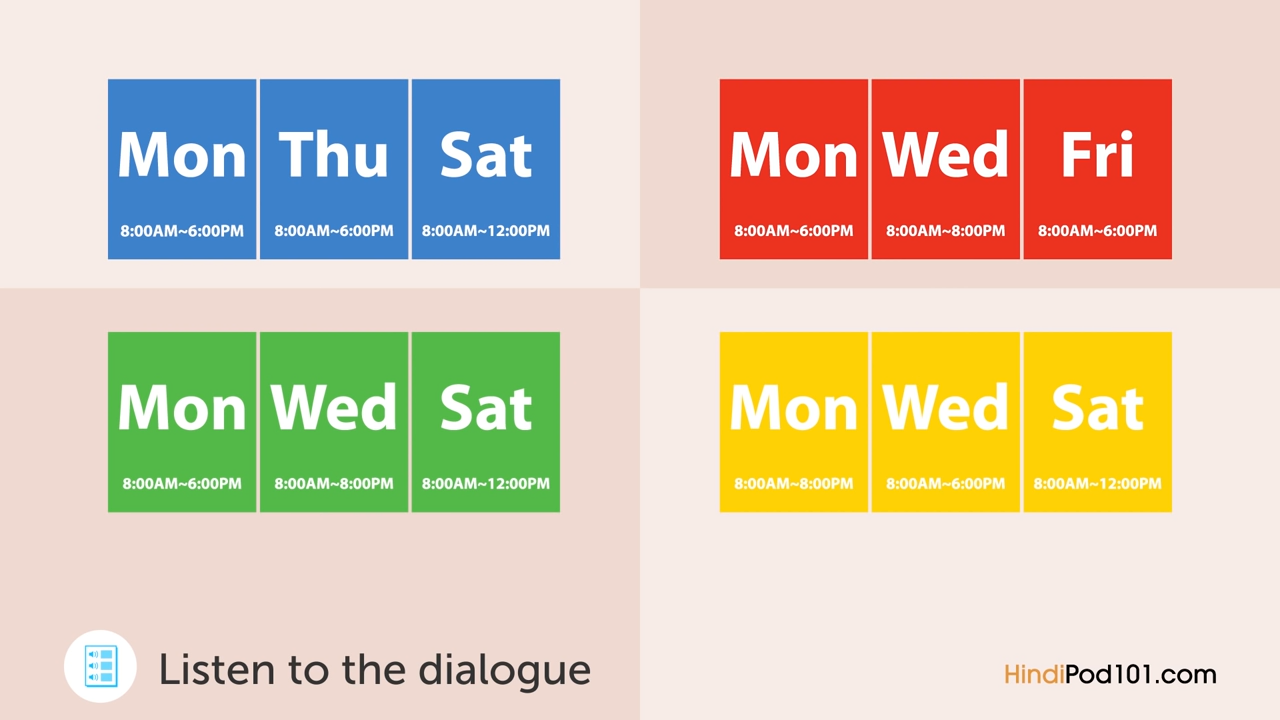 Mon Thu Sat
8:00AM~6:00PM 8:00AM~6:00PM 8:00AM~12:00PM
Mon Wed Fri
8:00AM~6:00PM 8:00AM~8:00PM 8:00AM~6:00PM
Mon Wed Sat
8:00AM~6:00PM 8:00AM~8:00PM 8:00AM~12:00PM
Mon Wed Sat
8:00AM~8:00PM 8:00AM~6:00PM 8:00AM~12:00PM
Listen to the dialogue
HindiPod101.com